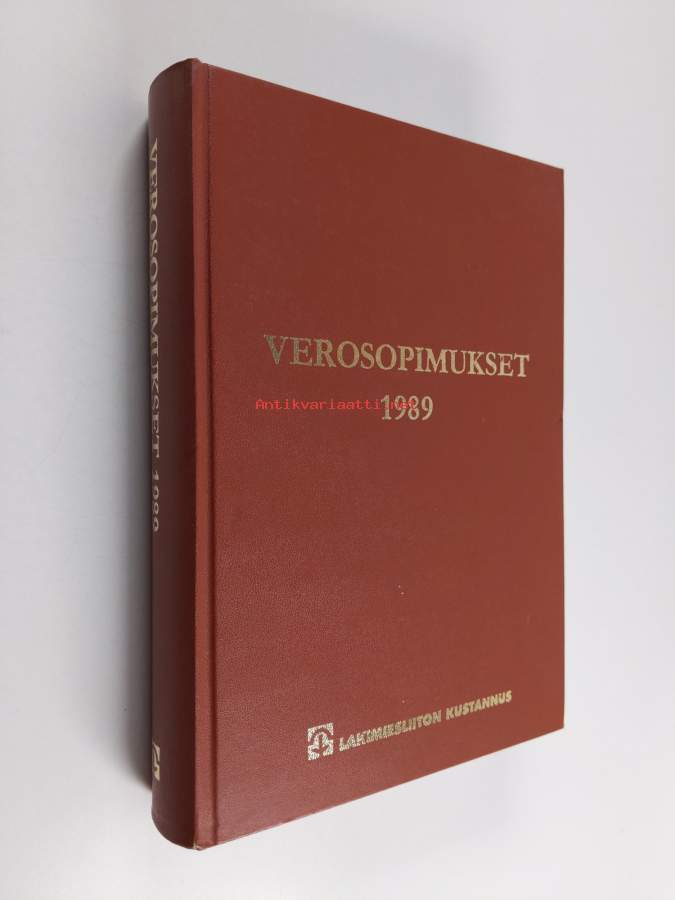 VEROSOPIMUKSET 1989
VEROSOPIMUKSET
Antikvariaatti.net
1989
LAKIMIESLIITON KUSTANNUS